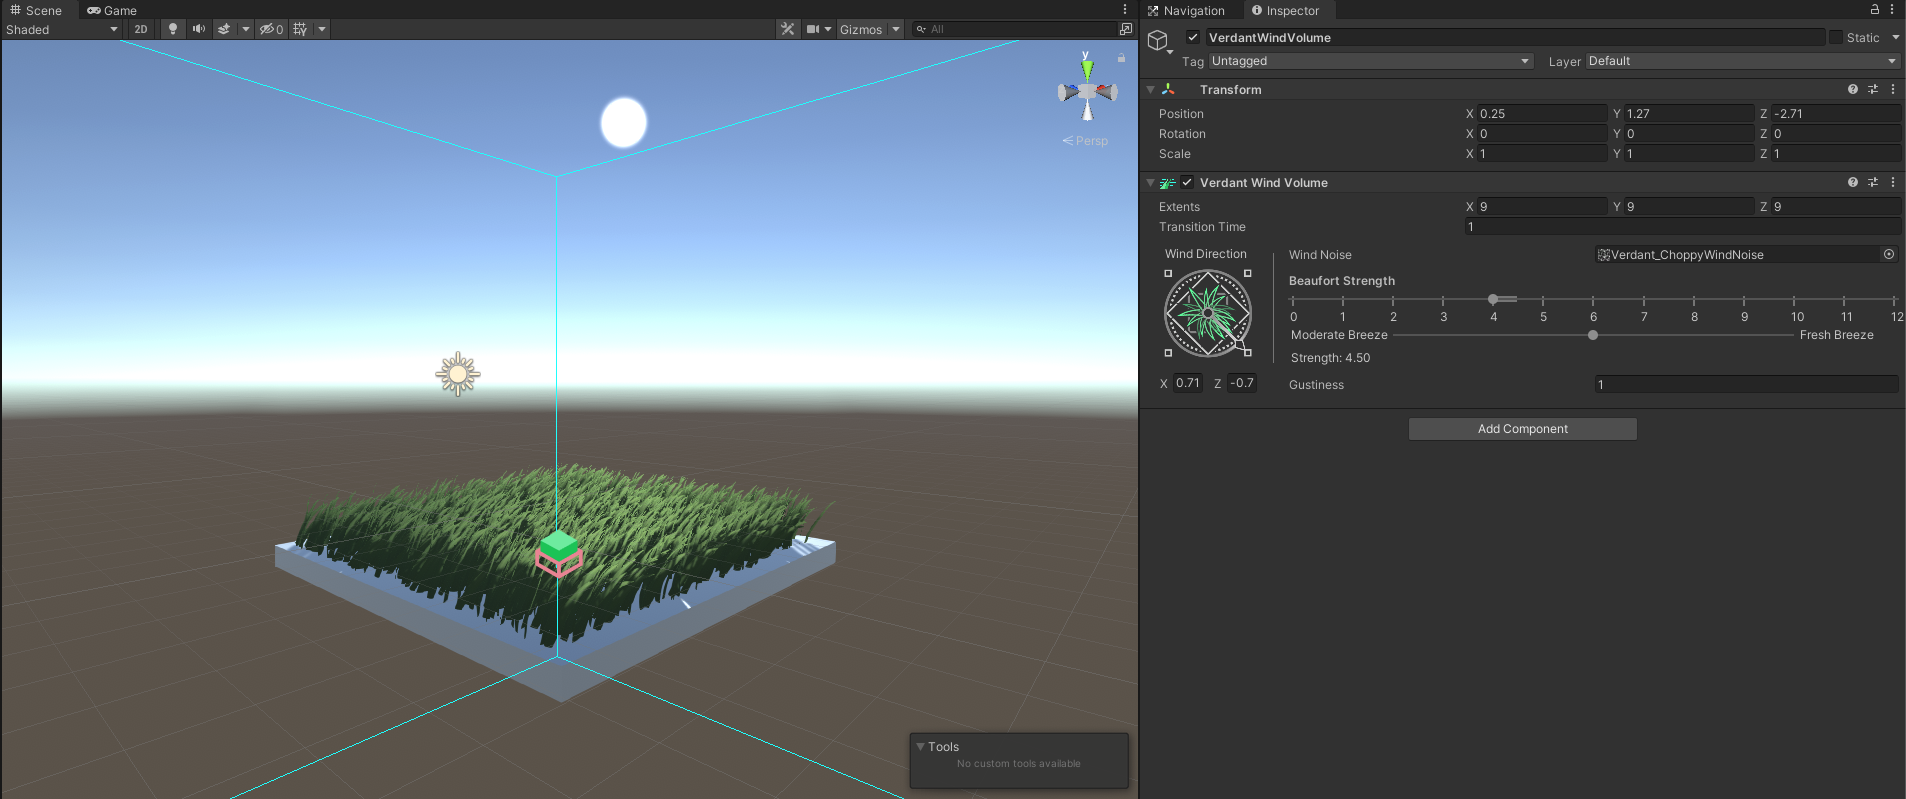 Scene Game
Shaded 2D 0 Gizmos All
y
Persp
Tools
No custom tools available
Navigation Inspector
VerdantWindVolume Static
Tag Untagged Layer Default
Transform
Position X 0.25 Y 1.27 Z -2.71
Rotation X 0 Y 0 Z 0
Scale X 1 Y 1 Z 1
Verdant Wind Volume
Extents X 9 Y 9 Z 9
Transition Time 1
Wind Direction Wind Noise Verdant_ChoppyWindNoise
Beaufort Strength
0 1 2 3 4 5 6 7 8 9 10 11 12
Moderate Breeze Fresh Breeze
Strength: 4.50
X 0.71 Z -0.7 Gustiness 1
Add Component